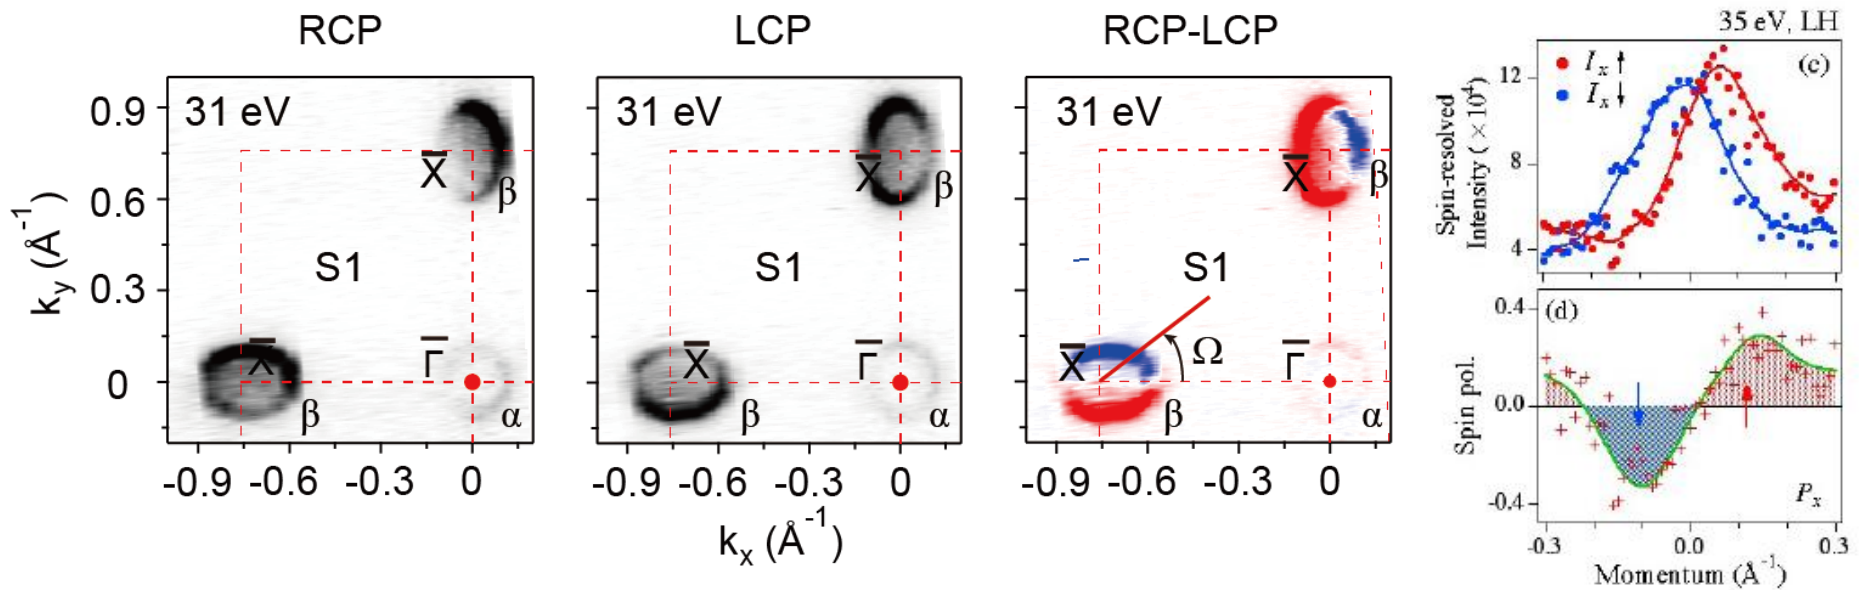 RCP
LCP
RCP-LCP
35 eV, LH
31 eV
31 eV
31 eV
(c)
I_x ↑
I_x ↓
12
8
4
Spin-resolved
Intensity ( ×10^4)
0.9
0.6
0.3
0
k_y (Å^-1)
X̅
β
S1
X̅
β
Γ̅
α
X̅
β
S1
X̅
β
Γ̅
α
X̅
β
S1
Ω
X̅
β
Γ̅
α
(d)
0.4
0.0
-0.4
Spin pol.
P_x
-0.9 -0.6 -0.3 0
-0.9 -0.6 -0.3 0
-0.9 -0.6 -0.3 0
k_x (Å^-1)
-0.3 0.0 0.3
Momentum (Å^-1)